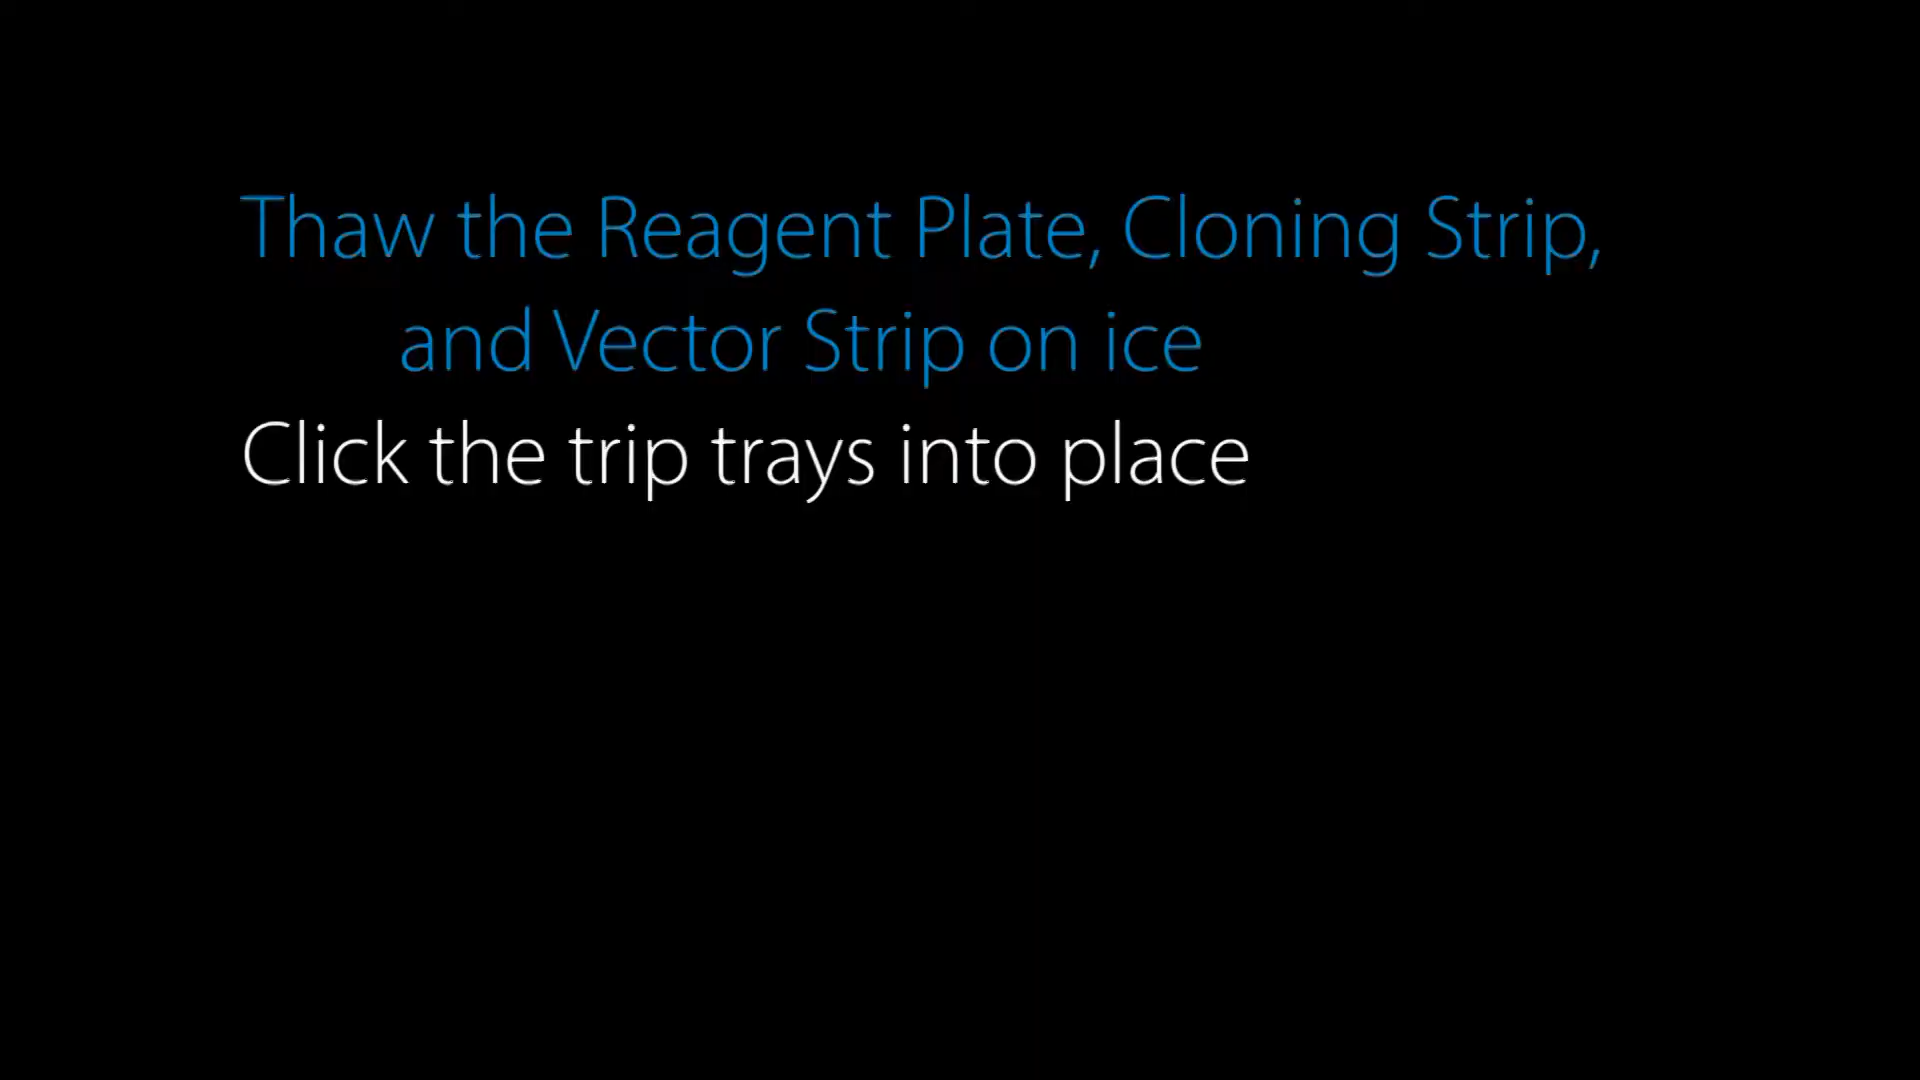 Thaw the Reagent Plate, Cloning Strip,
and Vector Strip on ice
Click the trip trays into place